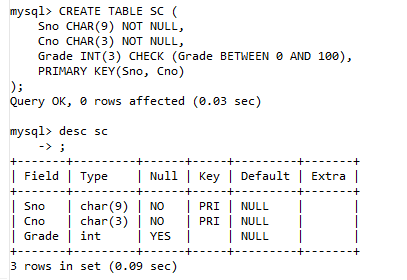 mysql> CREATE TABLE SC (
    Sno CHAR(9) NOT NULL,
    Cno CHAR(3) NOT NULL,
    Grade INT(3) CHECK (Grade BETWEEN 0 AND 100),
    PRIMARY KEY(Sno, Cno)
);
Query OK, 0 rows affected (0.03 sec)

mysql> desc sc
    -> ;
+-------+---------+------+-----+---------+-------+
| Field | Type    | Null | Key | Default | Extra |
+-------+---------+------+-----+---------+-------+
| Sno   | char(9) | NO   | PRI | NULL    |       |
| Cno   | char(3) | NO   | PRI | NULL    |       |
| Grade | int     | YES  |     | NULL    |       |
+-------+---------+------+-----+---------+-------+
3 rows in set (0.09 sec)